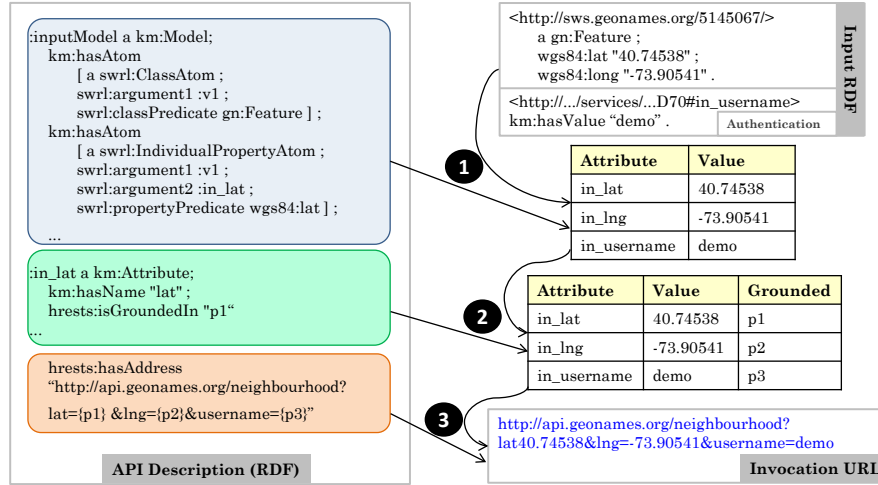 :inputModel a km:Model;
km:hasAtom
[ a swrl:ClassAtom ;
swrl:argument1 :v1 ;
swrl:classPredicate gn:Feature ] ;
km:hasAtom
[ a swrl:IndividualPropertyAtom ;
swrl:argument1 :v1 ;
swrl:argument2 :in_lat ;
swrl:propertyPredicate wgs84:lat ] ;
...
:in_lat a km:Attribute;
km:hasName "lat" ;
hrests:isGroundedIn "p1“
...
hrests:hasAddress
“http://api.geonames.org/neighbourhood?
lat={p1} &lng={p2}&username={p3}”
API Description (RDF)
<http://sws.geonames.org/5145067/>
a gn:Feature ;
wgs84:lat "40.74538" ;
wgs84:long "-73.90541" .
<http://.../services/...D70#in_username>
km:hasValue “demo” .
Authentication
Input RDF
1
Attribute Value
in_lat 40.74538
in_lng -73.90541
in_username demo
2
Attribute Value Grounded
in_lat 40.74538 p1
in_lng -73.90541 p2
in_username demo p3
3
http://api.geonames.org/neighbourhood?
lat40.74538&lng=-73.90541&username=demo
Invocation URL